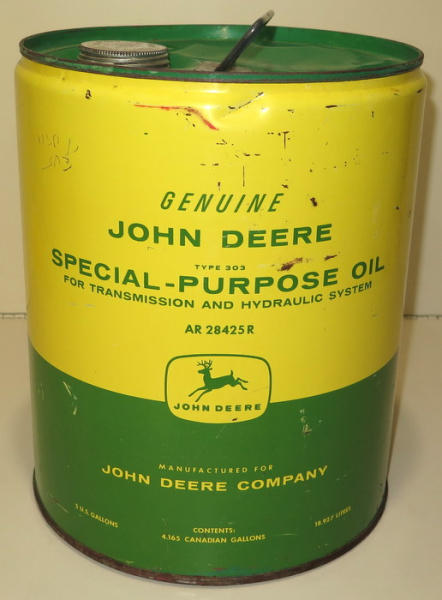 GENUINE
JOHN DEERE
TYPE 303
SPECIAL-PURPOSE OIL
FOR TRANSMISSION AND HYDRAULIC SYSTEM
AR 28425R
JOHN DEERE
MANUFACTURED FOR
JOHN DEERE COMPANY
5 U.S. GALLONS
CONTENTS:
4.165 CANADIAN GALLONS
18.927 LITRES